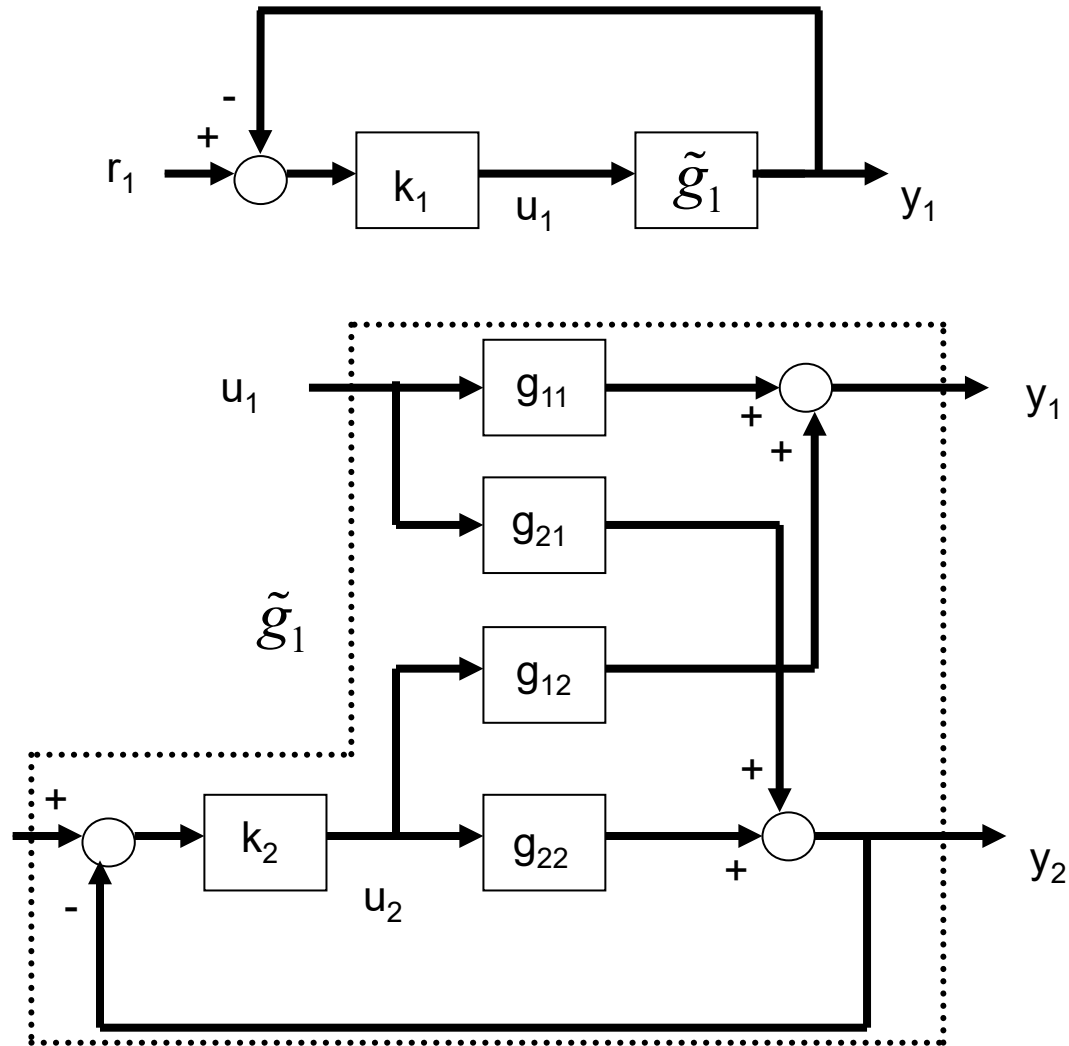 -
+
r₁
k₁
u₁
g̃₁
y₁
u₁
g₁₁
+
+
y₁
g₂₁
g̃₁
g₁₂
+
+
k₂
u₂
g₂₂
+
y₂
-